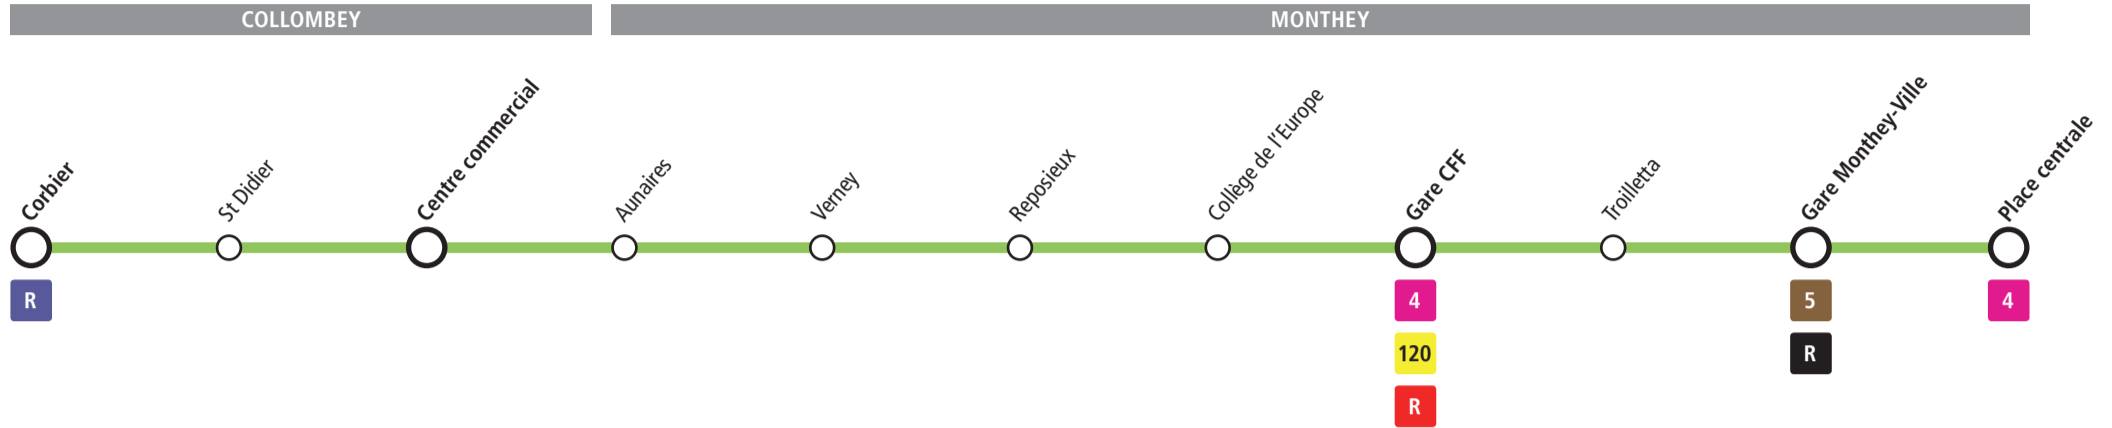 COLLOMBEY
MONTHEY
Corbier
St Didier
Centre commercial
Aunaires
Verney
Reposieux
Collège de l'Europe
Gare CFF
Troilletta
Gare Monthey-Ville
Place centrale
R
4
5
4
120
R
R